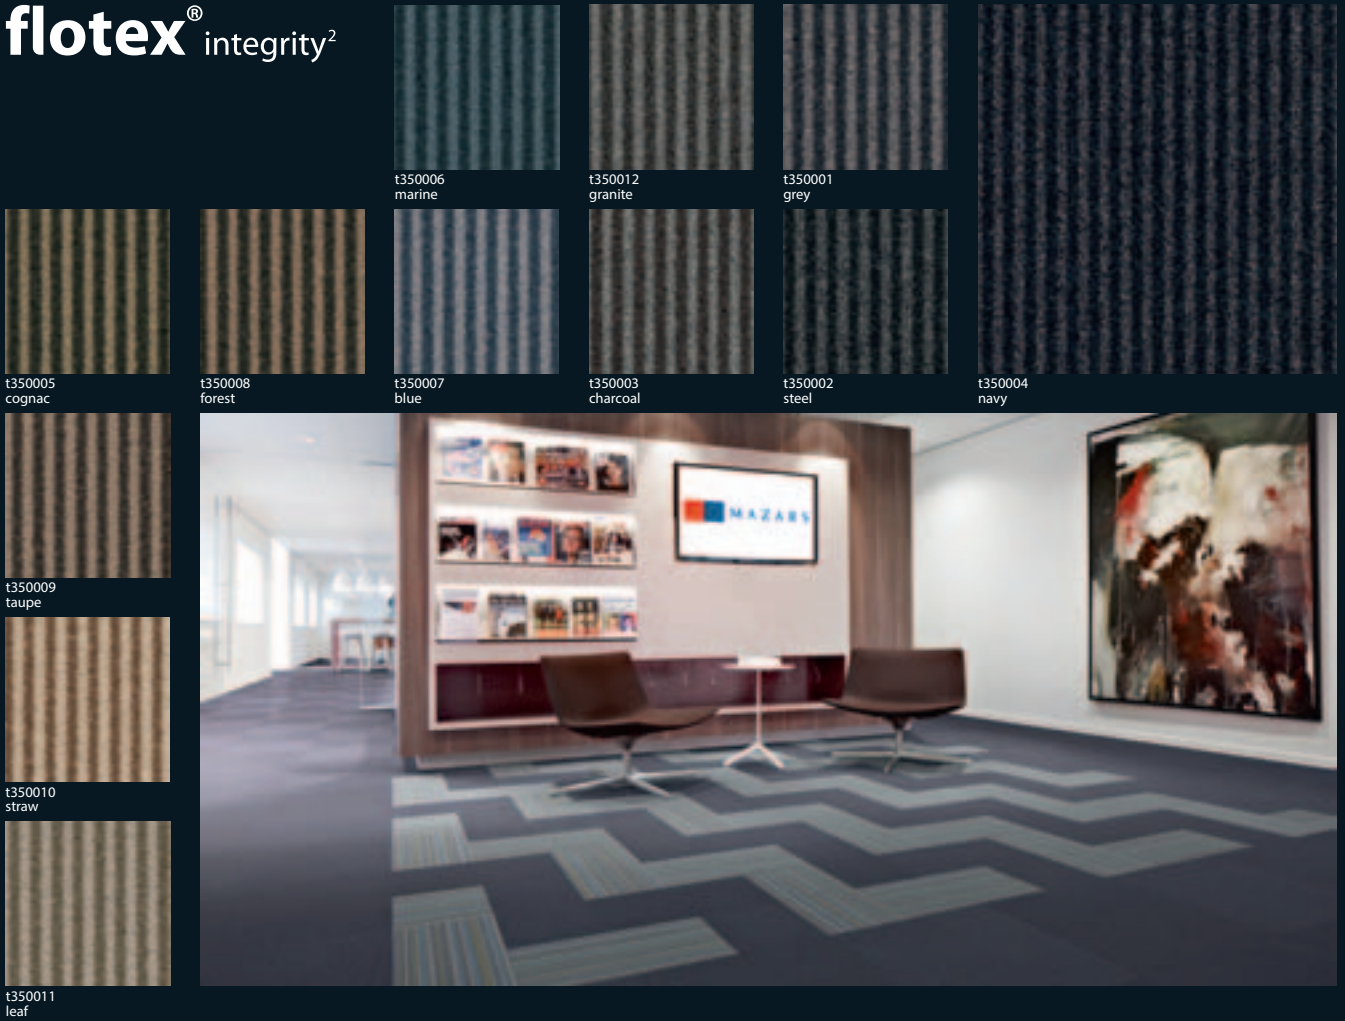 flotex® integrity²
t350006
marine
t350012
granite
t350001
grey
t350005
cognac
t350008
forest
t350007
blue
t350003
charcoal
t350002
steel
t350004
navy
t350009
taupe
MAZARS
t350010
straw
t350011
leaf